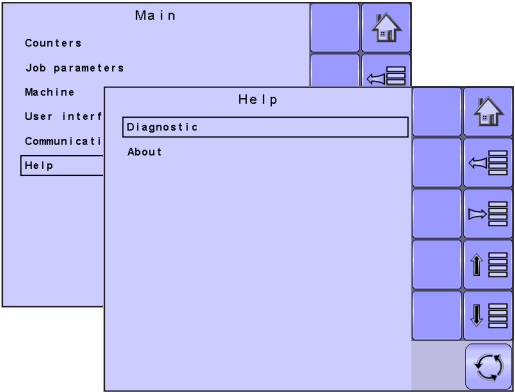 Main
Counters
Job parameters
Machine
User interf
Communicati
Help
Help
Diagnostic
About